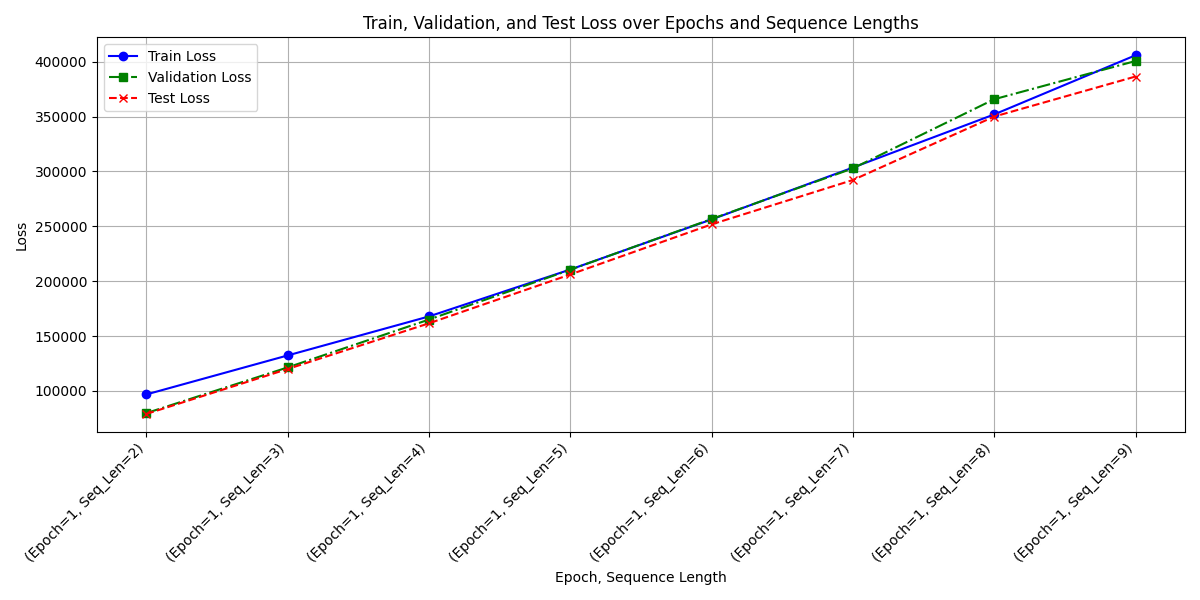 Train, Validation, and Test Loss over Epochs and Sequence Lengths
Train Loss
Validation Loss
Test Loss
Loss
400000
350000
300000
250000
200000
150000
100000
(Epoch=1, Seq_Len=2)
(Epoch=1, Seq_Len=3)
(Epoch=1, Seq_Len=4)
(Epoch=1, Seq_Len=5)
(Epoch=1, Seq_Len=6)
(Epoch=1, Seq_Len=7)
(Epoch=1, Seq_Len=8)
(Epoch=1, Seq_Len=9)
Epoch, Sequence Length